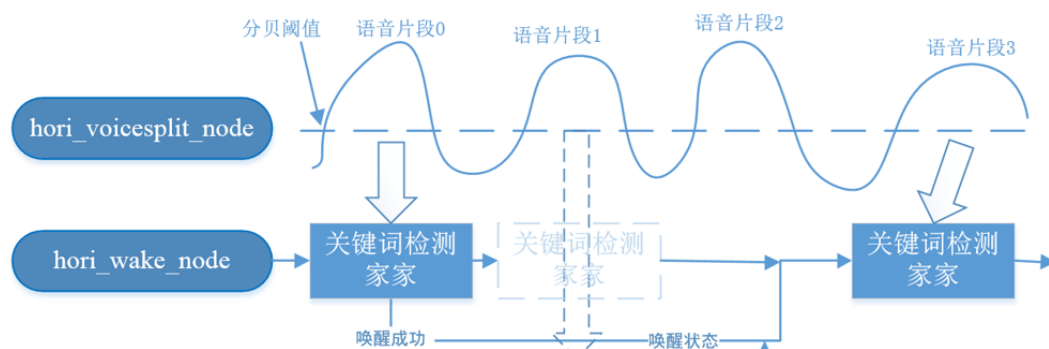 分贝阈值
语音片段0
语音片段1
语音片段2
语音片段3
hori_voicesplit_node
hori_wake_node
关键词检测
家家
关键词检测
家家
关键词检测
家家
唤醒成功
唤醒状态